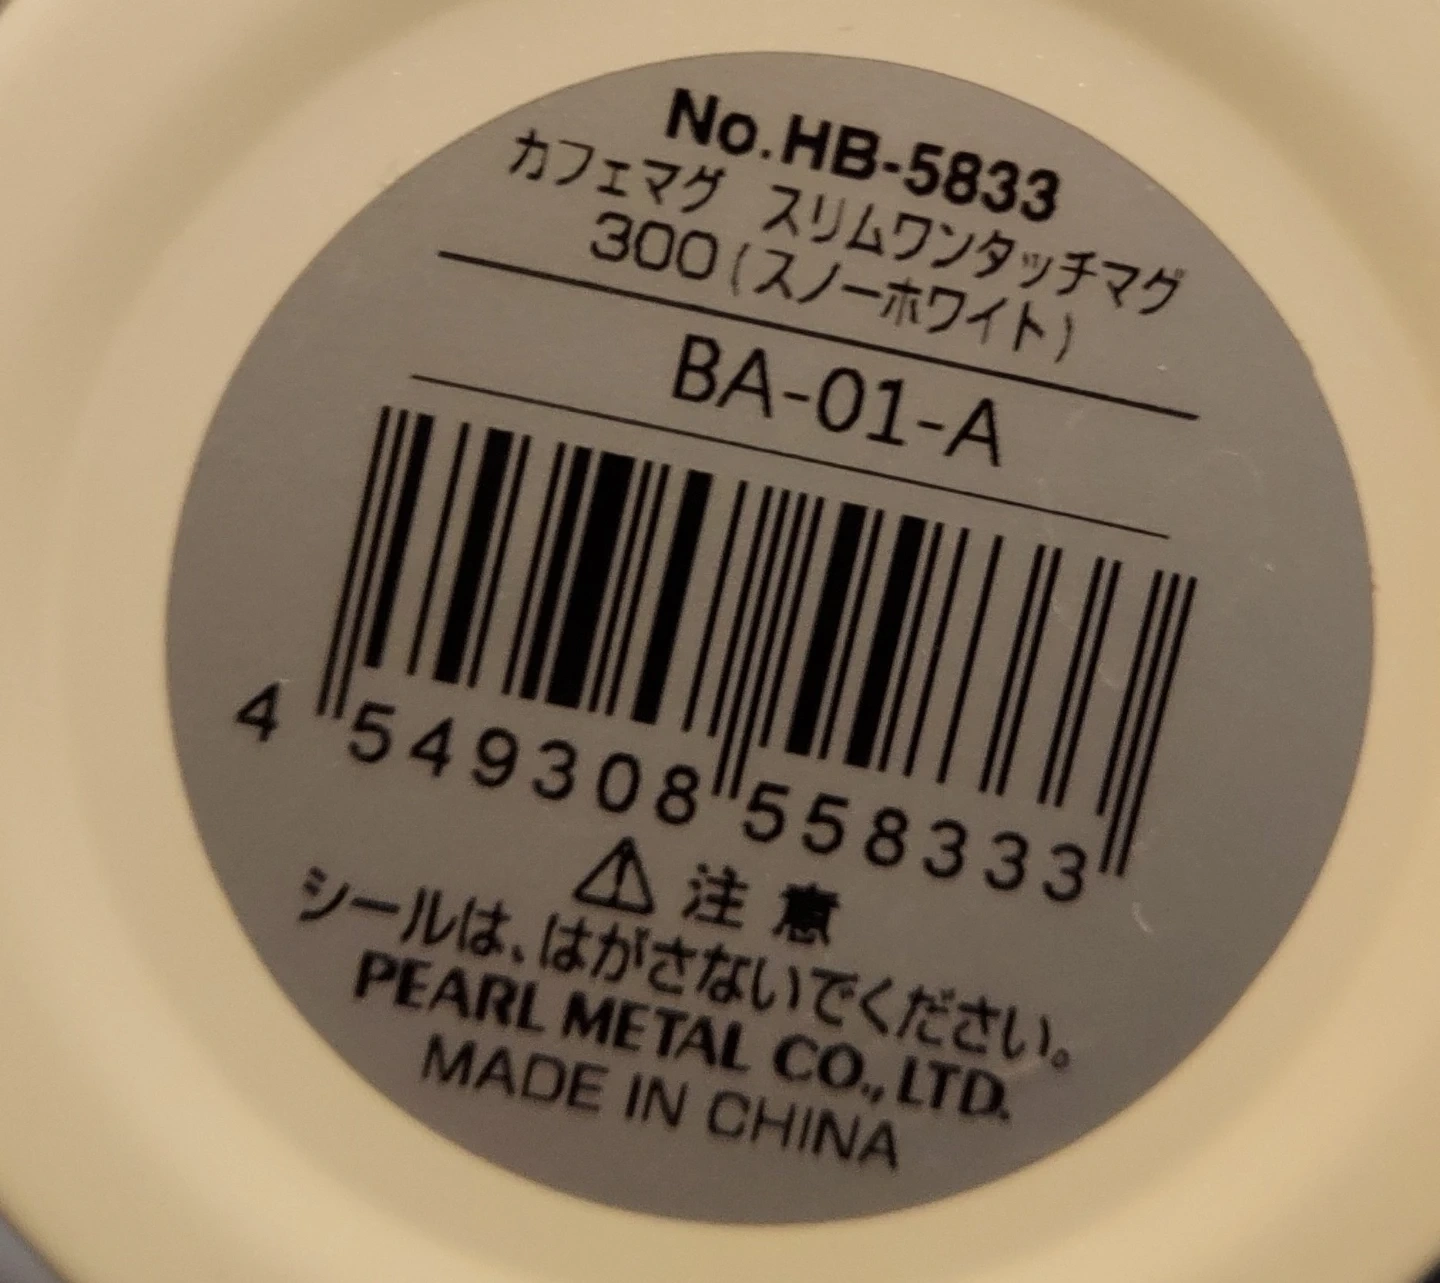 No.HB-5833
カフェマグ スリムワンタッチマグ
300(スノーホワイト)
BA-01-A
4 549308 558333
⚠ 注意
シールは、はがさないでください。
PEARL METAL CO., LTD.
MADE IN CHINA